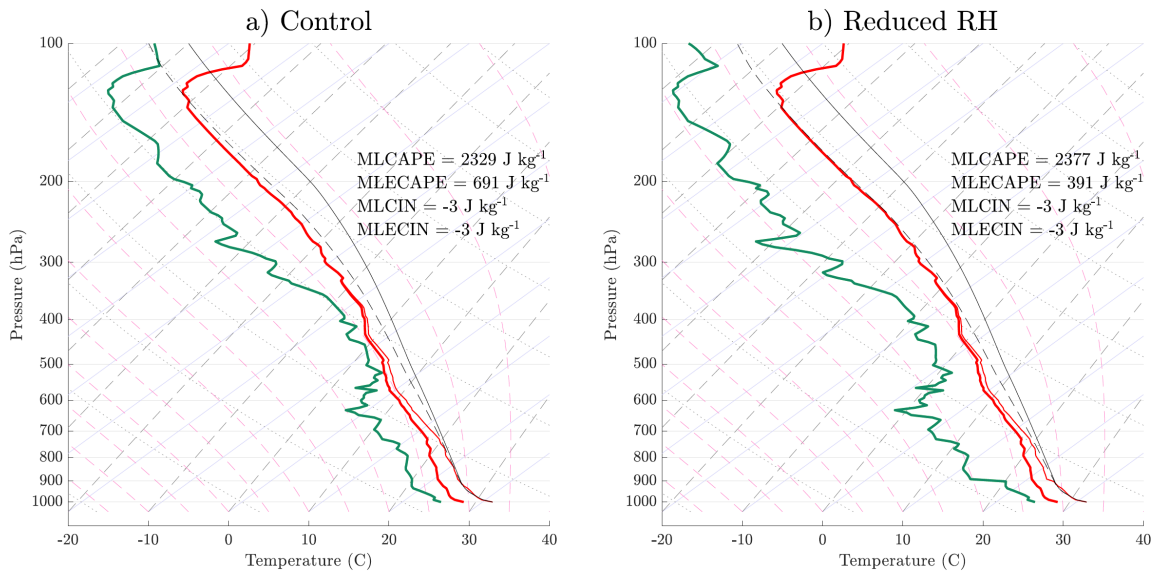 a) Control
100
200
300
400
500
600
700
800
900
1000
Pressure (hPa)
MLCAPE = 2329 J kg-1
MLECAPE = 691 J kg-1
MLCIN = -3 J kg-1
MLECIN = -3 J kg-1
-20 -10 0 10 20 30 40
Temperature (C)
b) Reduced RH
100
200
300
400
500
600
700
800
900
1000
Pressure (hPa)
MLCAPE = 2377 J kg-1
MLECAPE = 391 J kg-1
MLCIN = -3 J kg-1
MLECIN = -3 J kg-1
-20 -10 0 10 20 30 40
Temperature (C)